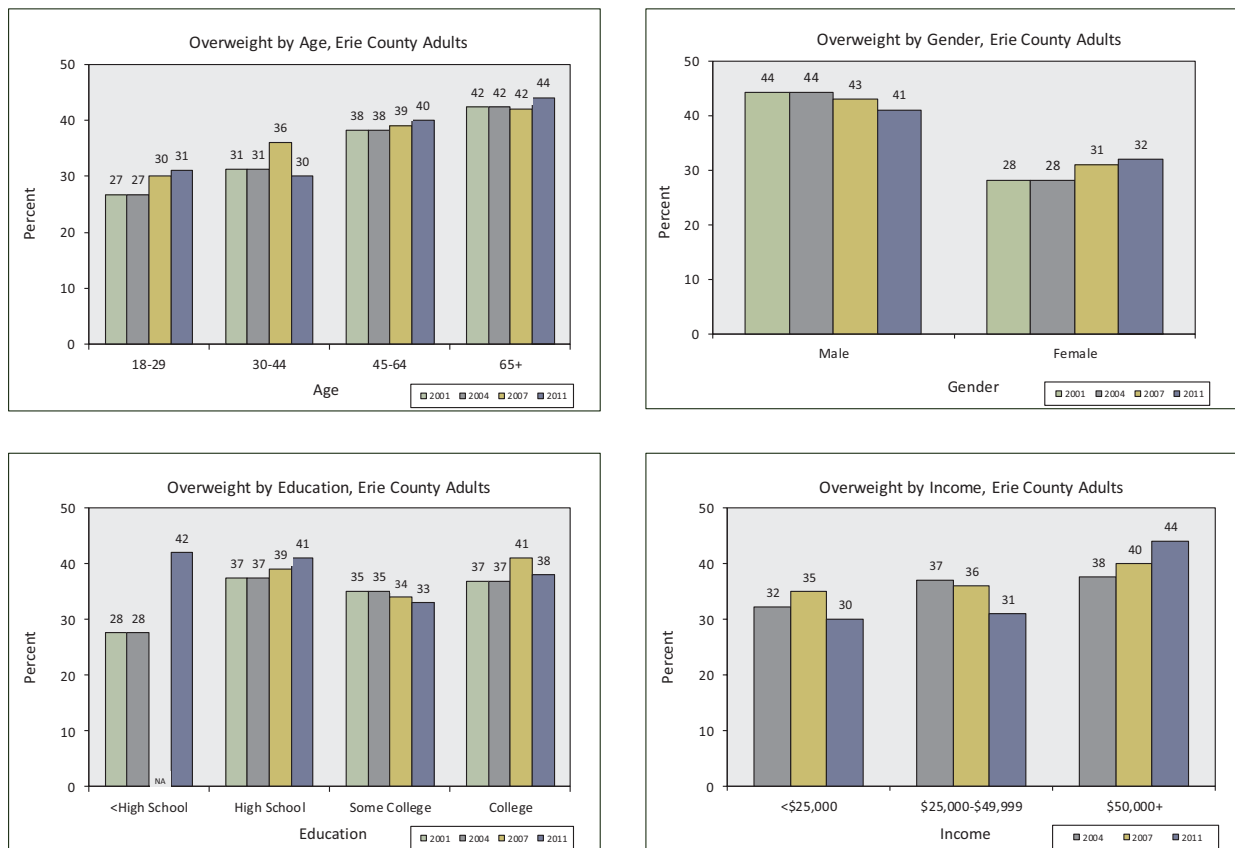 Overweight by Age, Erie County Adults
50
40
30
20
10
0
Percent
27 27 30 31
31 31 36 30
38 38 39 40
42 42 42 44
18-29 30-44 45-64 65+
Age
2001 2004 2007 2011
Overweight by Gender, Erie County Adults
50
40
30
20
10
0
Percent
44 44 43 41
28 28 31 32
Male Female
Gender
2001 2004 2007 2011
Overweight by Education, Erie County Adults
50
40
30
20
10
0
Percent
28 28 NA 42
37 37 39 41
35 35 34 33
37 37 41 38
<High School High School Some College College
Education
2001 2004 2007 2011
Overweight by Income, Erie County Adults
50
40
30
20
10
0
Percent
32 35 30
37 36 31
38 40 44
<$25,000 $25,000-$49,999 $50,000+
Income
2004 2007 2011